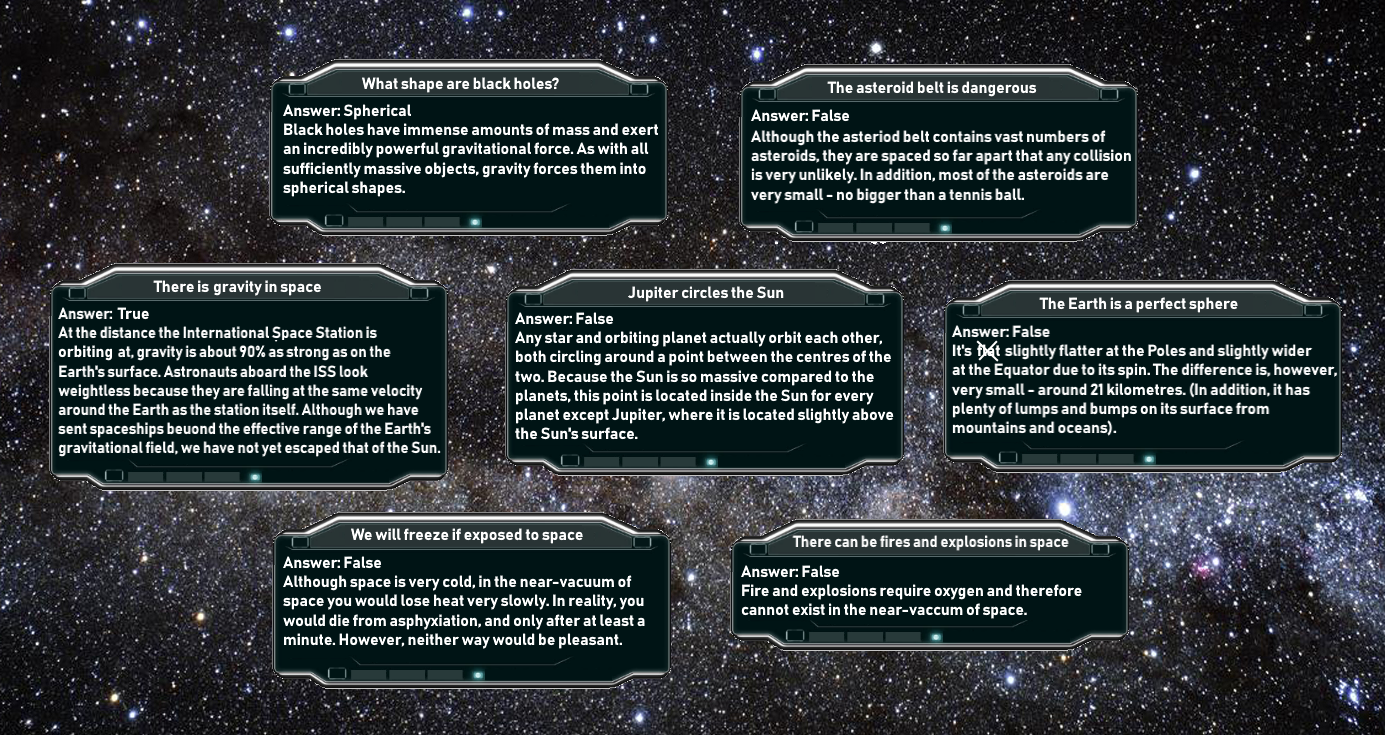 What shape are black holes?
Answer: Spherical
Black holes have immense amounts of mass and exert
an incredibly powerful gravitational force. As with all
sufficiently massive objects, gravity forces them into
spherical shapes.
The asteroid belt is dangerous
Answer: False
Although the asteriod belt contains vast numbers of
asteroids, they are spaced so far apart that any collision
is very unlikely. In addition, most of the asteroids are
very small - no bigger than a tennis ball.
There is gravity in space
Answer: True
At the distance the International Space Station is
orbiting at, gravity is about 90% as strong as on the
Earth's surface. Astronauts aboard the ISS look
weightless because they are falling at the same velocity
around the Earth as the station itself. Although we have
sent spaceships beuond the effective range of the Earth's
gravitational field, we have not yet escaped that of the Sun.
Jupiter circles the Sun
Answer: False
Any star and orbiting planet actually orbit each other,
both circling around a point between the centres of the
two. Because the Sun is so massive compared to the
planets, this point is located inside the Sun for every
planet except Jupiter, where it is located slightly above
the Sun's surface.
The Earth is a perfect sphere
Answer: False
It's flat slightly flatter at the Poles and slightly wider
at the Equator due to its spin. The difference is, however,
very small - around 21 kilometres. (In addition, it has
plenty of lumps and bumps on its surface from
mountains and oceans).
We will freeze if exposed to space
Answer: False
Although space is very cold, in the near-vacuum of
space you would lose heat very slowly. In reality, you
would die from asphyxiation, and only after at least a
minute. However, neither way would be pleasant.
There can be fires and explosions in space
Answer: False
Fire and explosions require oxygen and therefore
cannot exist in the near-vaccum of space.